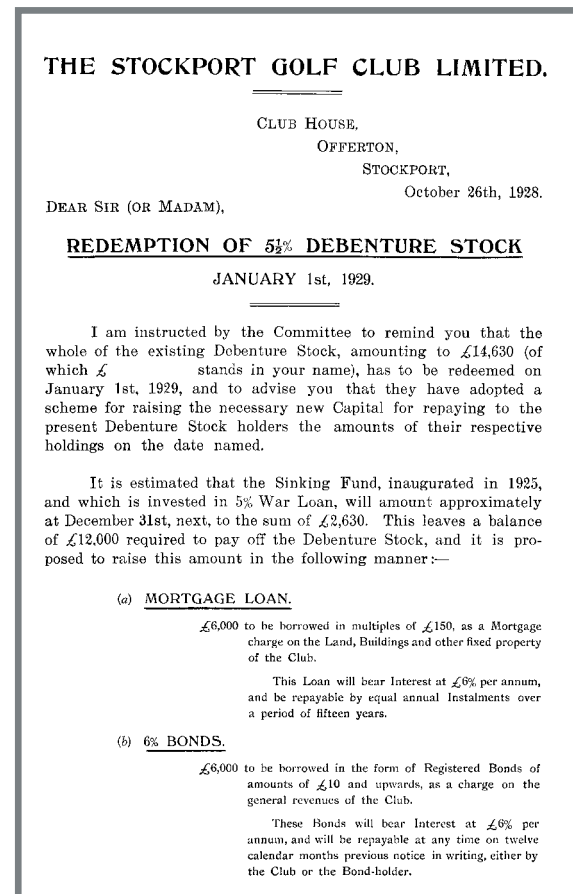 THE STOCKPORT GOLF CLUB LIMITED.
CLUB HOUSE,
OFFERTON,
STOCKPORT,
October 26th, 1928.
DEAR SIR (OR MADAM),
REDEMPTION OF 5½% DEBENTURE STOCK
JANUARY 1st, 1929.
I am instructed by the Committee to remind you that the
whole of the existing Debenture Stock, amounting to £14,630 (of
which £ stands in your name), has to be redeemed on
January 1st, 1929, and to advise you that they have adopted a
scheme for raising the necessary new Capital for repaying to the
present Debenture Stock holders the amounts of their respective
holdings on the date named.
It is estimated that the Sinking Fund, inaugurated in 1925,
and which is invested in 5% War Loan, will amount approximately
at December 31st, next, to the sum of £2,630. This leaves a balance
of £12,000 required to pay off the Debenture Stock, and it is pro-
posed to raise this amount in the following manner:—
(a) MORTGAGE LOAN.
£6,000 to be borrowed in multiples of £150, as a Mortgage
charge on the Land, Buildings and other fixed property
of the Club.
This Loan will bear Interest at £6% per annum,
and be repayable by equal annual Instalments over
a period of fifteen years.
(b) 6% BONDS.
£6,000 to be borrowed in the form of Registered Bonds of
amounts of £10 and upwards, as a charge on the
general revenues of the Club.
These Bonds will bear Interest at £6% per
annum, and will be repayable at any time on twelve
calendar months previous notice in writing, either by
the Club or the Bond-holder.